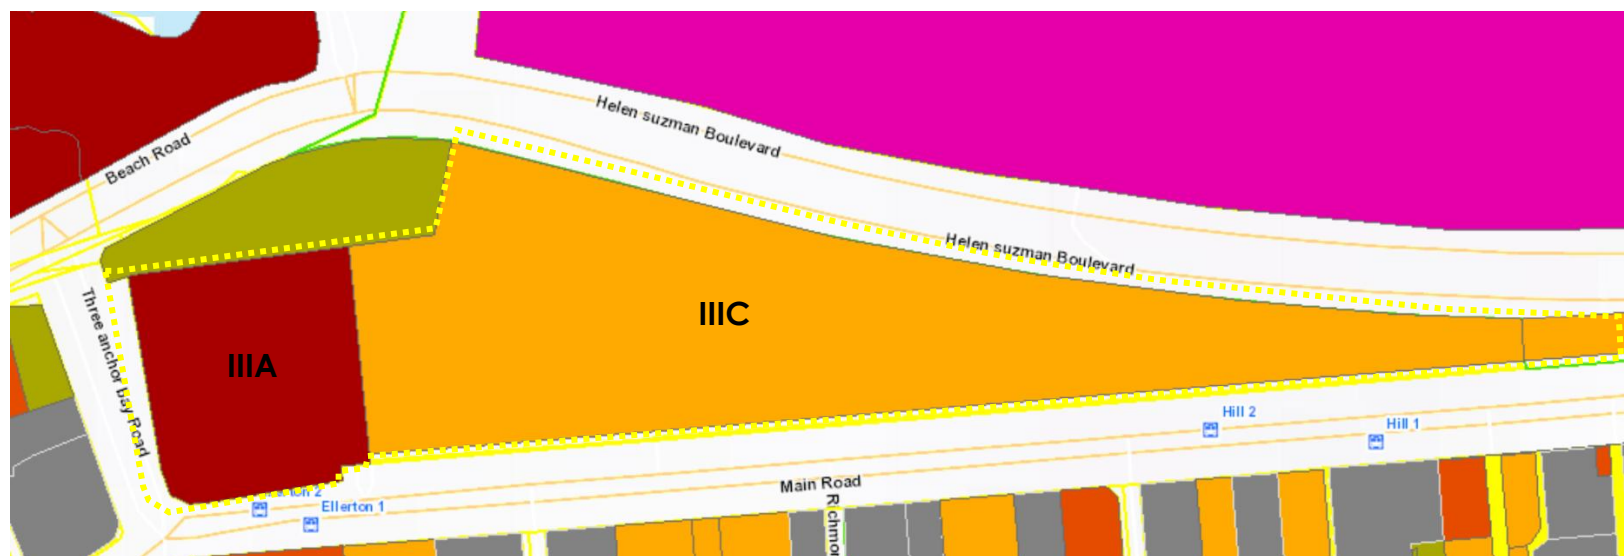 Helen suzman Boulevard
Beach Road
Helen suzman Boulevard
IIIC
Three anchor bay Road
IIIA
Hill 2
Hill 1
Main Road
2
Ellerton 1